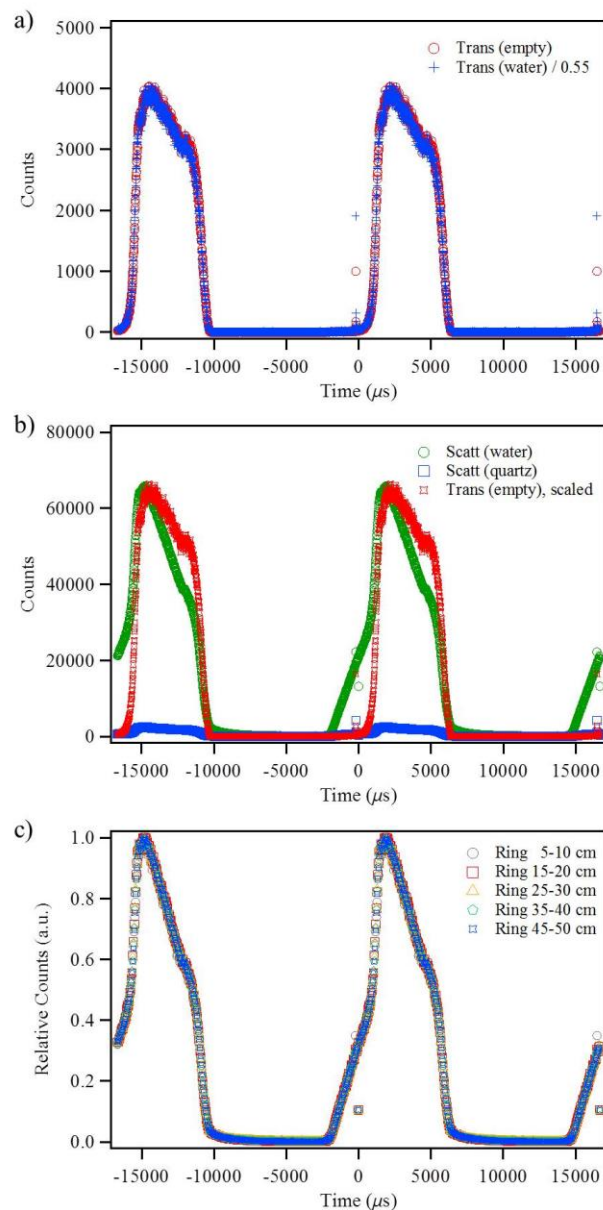 a)
5000
4000
3000
2000
1000
0
Counts
Trans (empty)
Trans (water) / 0.55
-15000 -10000 -5000 0 5000 10000 15000
Time (μs)
b)
80000
60000
40000
20000
0
Counts
Scatt (water)
Scatt (quartz)
Trans (empty), scaled
-15000 -10000 -5000 0 5000 10000 15000
Time (μs)
c)
1.0
0.8
0.6
0.4
0.2
0.0
Relative Counts (a.u.)
Ring 5-10 cm
Ring 15-20 cm
Ring 25-30 cm
Ring 35-40 cm
Ring 45-50 cm
-15000 -10000 -5000 0 5000 10000 15000
Time (μs)